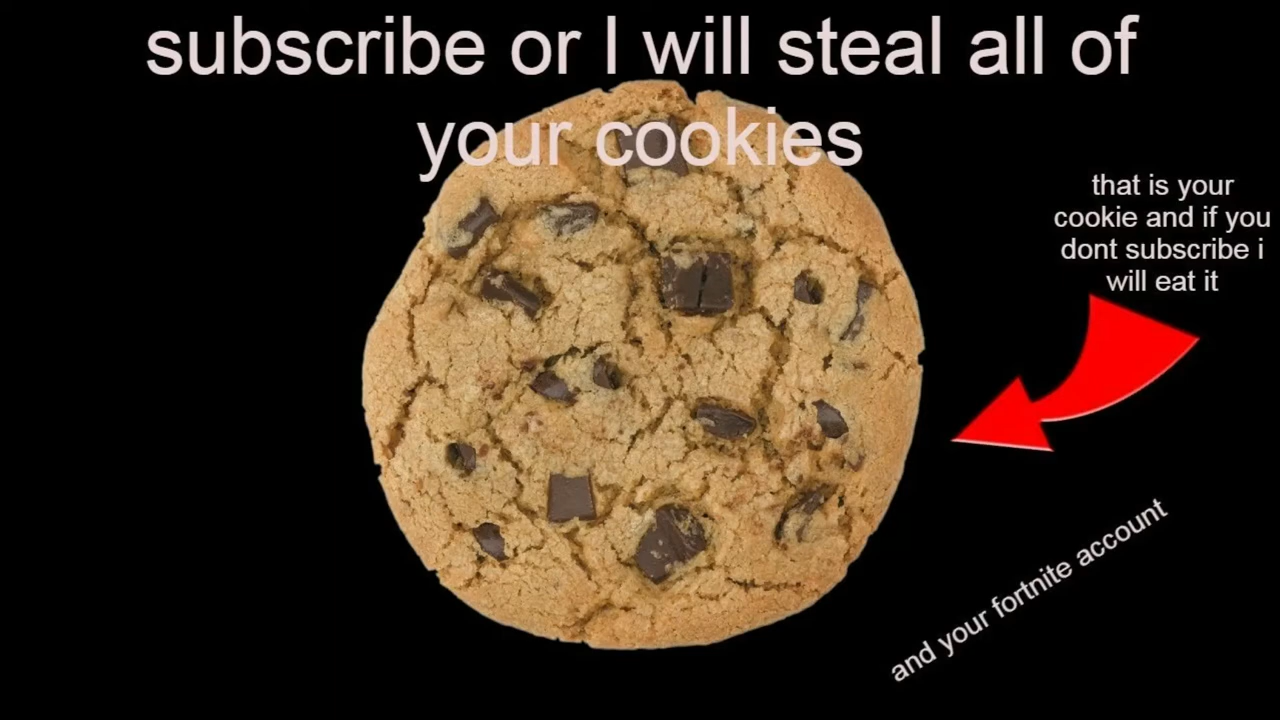 subscribe or I will steal all of
your cookies
that is your
cookie and if you
dont subscribe i
will eat it
and your fortnite account